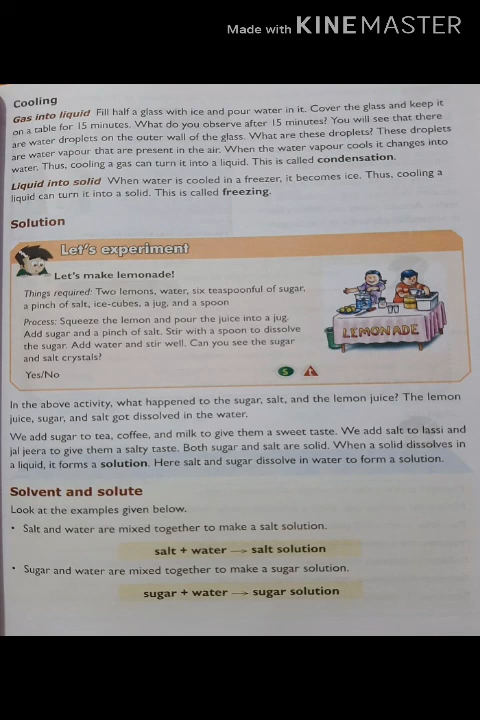 Made with KINEMASTER
Cooling
Gas into liquid Fill half a glass with ice and pour water in it. Cover the glass and keep it
on a table for 15 minutes. What do you observe after 15 minutes? You will see that there
are water droplets on the outer wall of the glass. What are these droplets? These droplets
are water vapour that are present in the air. When the water vapour cools it changes into
water. Thus, cooling a gas can turn it into a liquid. This is called condensation.
Liquid into solid When water is cooled in a freezer, it becomes ice. Thus, cooling a
liquid can turn it into a solid. This is called freezing.
Solution
Let's experiment
Let's make lemonade!
Things required: Two lemons, water, six teaspoonful of sugar,
a pinch of salt, ice-cubes, a jug, and a spoon
Process: Squeeze the lemon and pour the juice into a jug.
Add sugar and a pinch of salt. Stir with a spoon to dissolve
the sugar. Add water and stir well. Can you see the sugar
and salt crystals?
Yes/No
LEMONADE
S
In the above activity, what happened to the sugar, salt, and the lemon juice? The lemon
juice, sugar, and salt got dissolved in the water.
We add sugar to tea, coffee, and milk to give them a sweet taste. We add salt to lassi and
jal jeera to give them a salty taste. Both sugar and salt are solid. When a solid dissolves in
a liquid, it forms a solution. Here salt and sugar dissolve in water to form a solution.
Solvent and solute
Look at the examples given below.
• Salt and water are mixed together to make a salt solution.
salt + water → salt solution
• Sugar and water are mixed together to make a sugar solution.
sugar + water → sugar solution